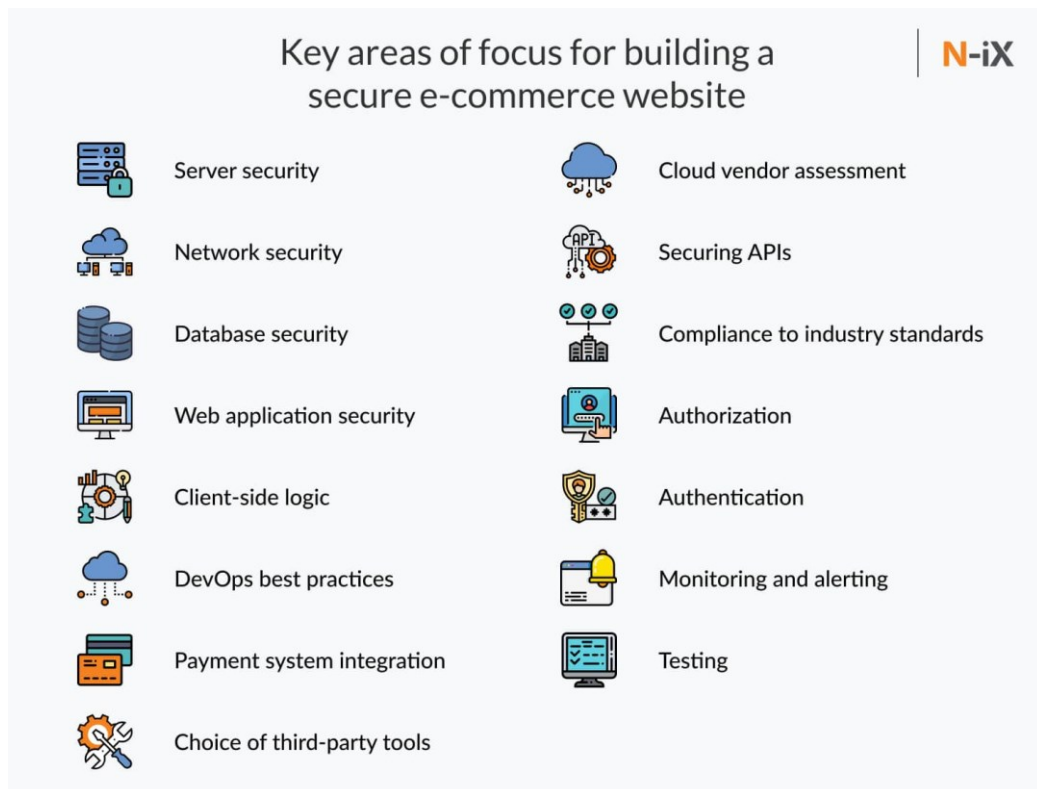 Key areas of focus for building a
secure e-commerce website
N-iX
Server security
Network security
Database security
Web application security
Client-side logic
DevOps best practices
Payment system integration
Choice of third-party tools
Cloud vendor assessment
API
Securing APIs
Compliance to industry standards
Authorization
Authentication
Monitoring and alerting
Testing